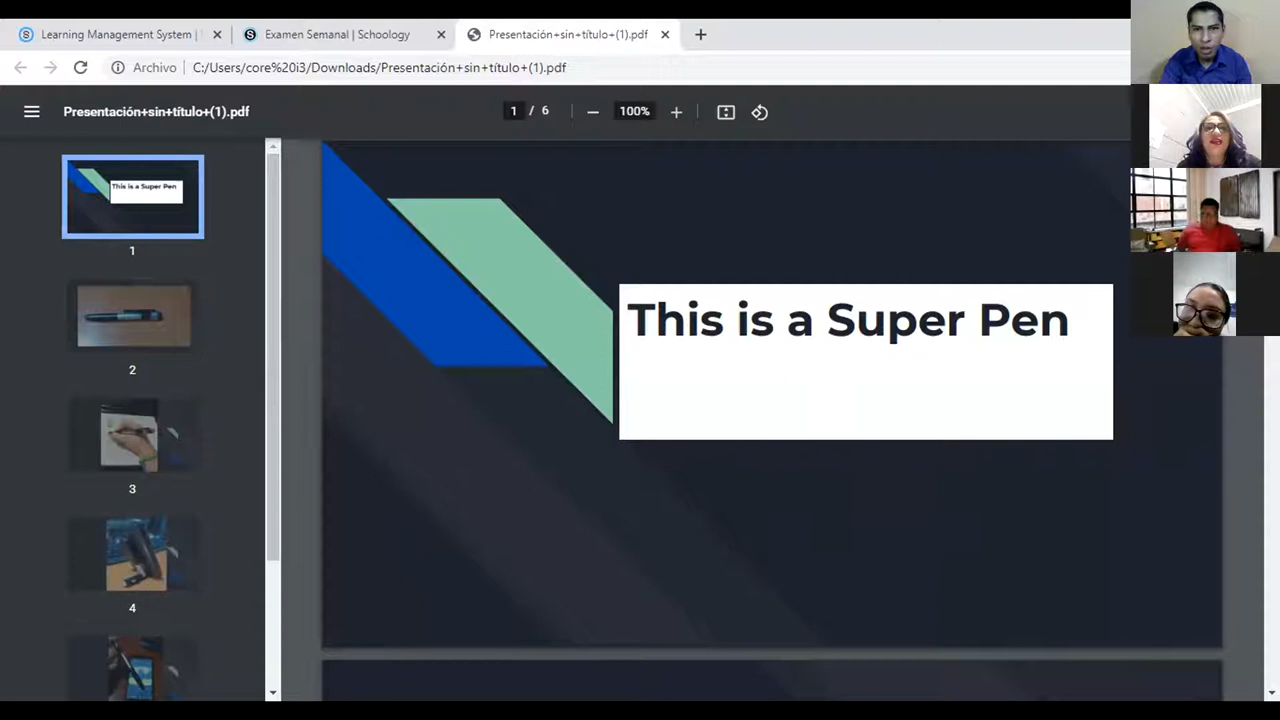 Learning Management System |
Examen Semanal | Schoology
Presentación+sin+título+(1).pdf
Archivo
C:/Users/core%20i3/Downloads/Presentación+sin+título+(1).pdf
Presentación+sin+título+(1).pdf
1 / 6
100%
This is a Super Pen
1
2
3
4
This is a Super Pen